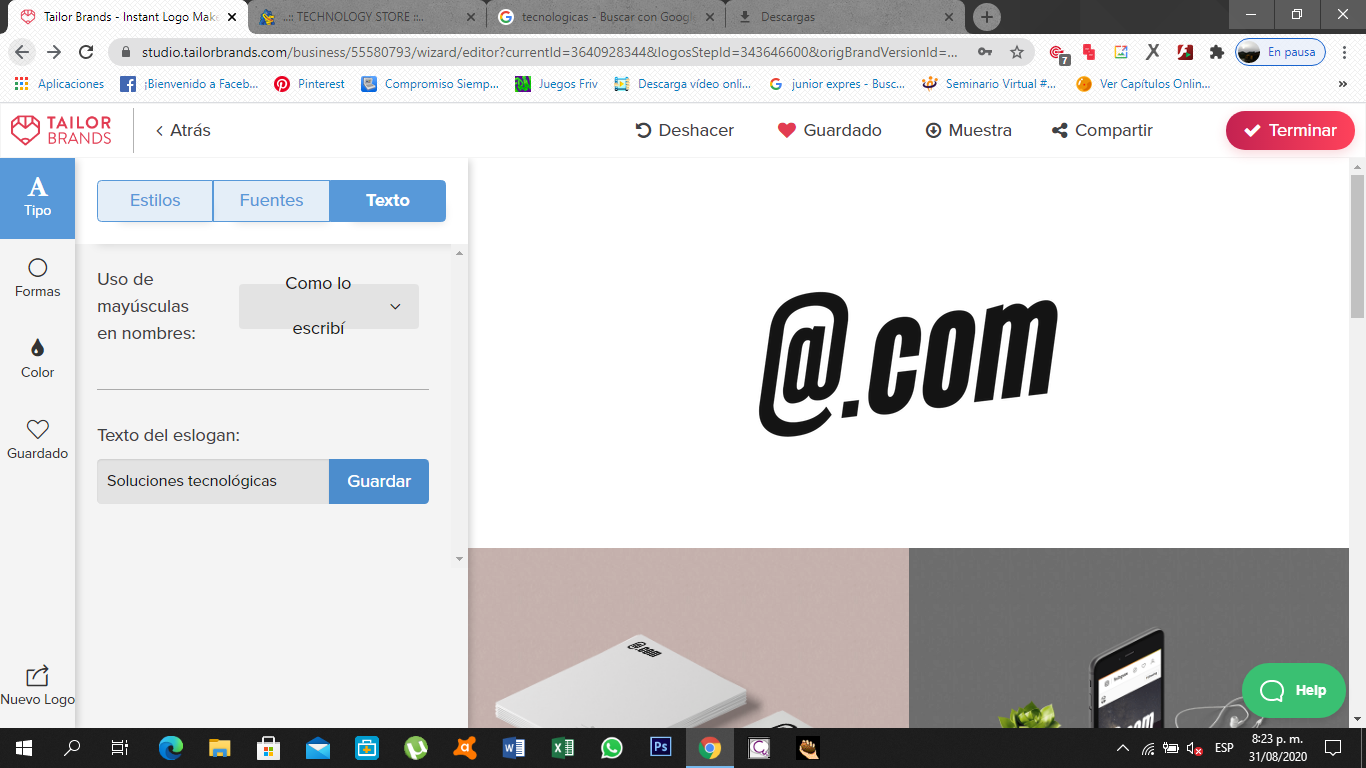 Tailor Brands - Instant Logo Mak
..:: TECHNOLOGY STORE ::..
tecnologicas - Buscar con Googl
Descargas
studio.tailorbrands.com/business/55580793/wizard/editor?currentId=3640928344&logosStepId=343646600&origBrandVersionId=...
7
En pausa
Aplicaciones
¡Bienvenido a Faceb...
Pinterest
Compromiso Siemp...
Juegos Friv
Descarga vídeo onli...
junior expres - Busc...
Seminario Virtual #...
Ver Capítulos Onlin...
»
TAILOR
BRANDS
Atrás
Deshacer
Guardado
Muestra
Compartir
Terminar
A
Tipo
Formas
Color
Guardado
Nuevo Logo
Estilos
Fuentes
Texto
Uso de
mayúsculas
en nombres:
Como lo
escribí
Texto del eslogan:
Soluciones tecnológicas
Guardar
@.com
@.com
Help
ESP
8:23 p. m.
31/08/2020